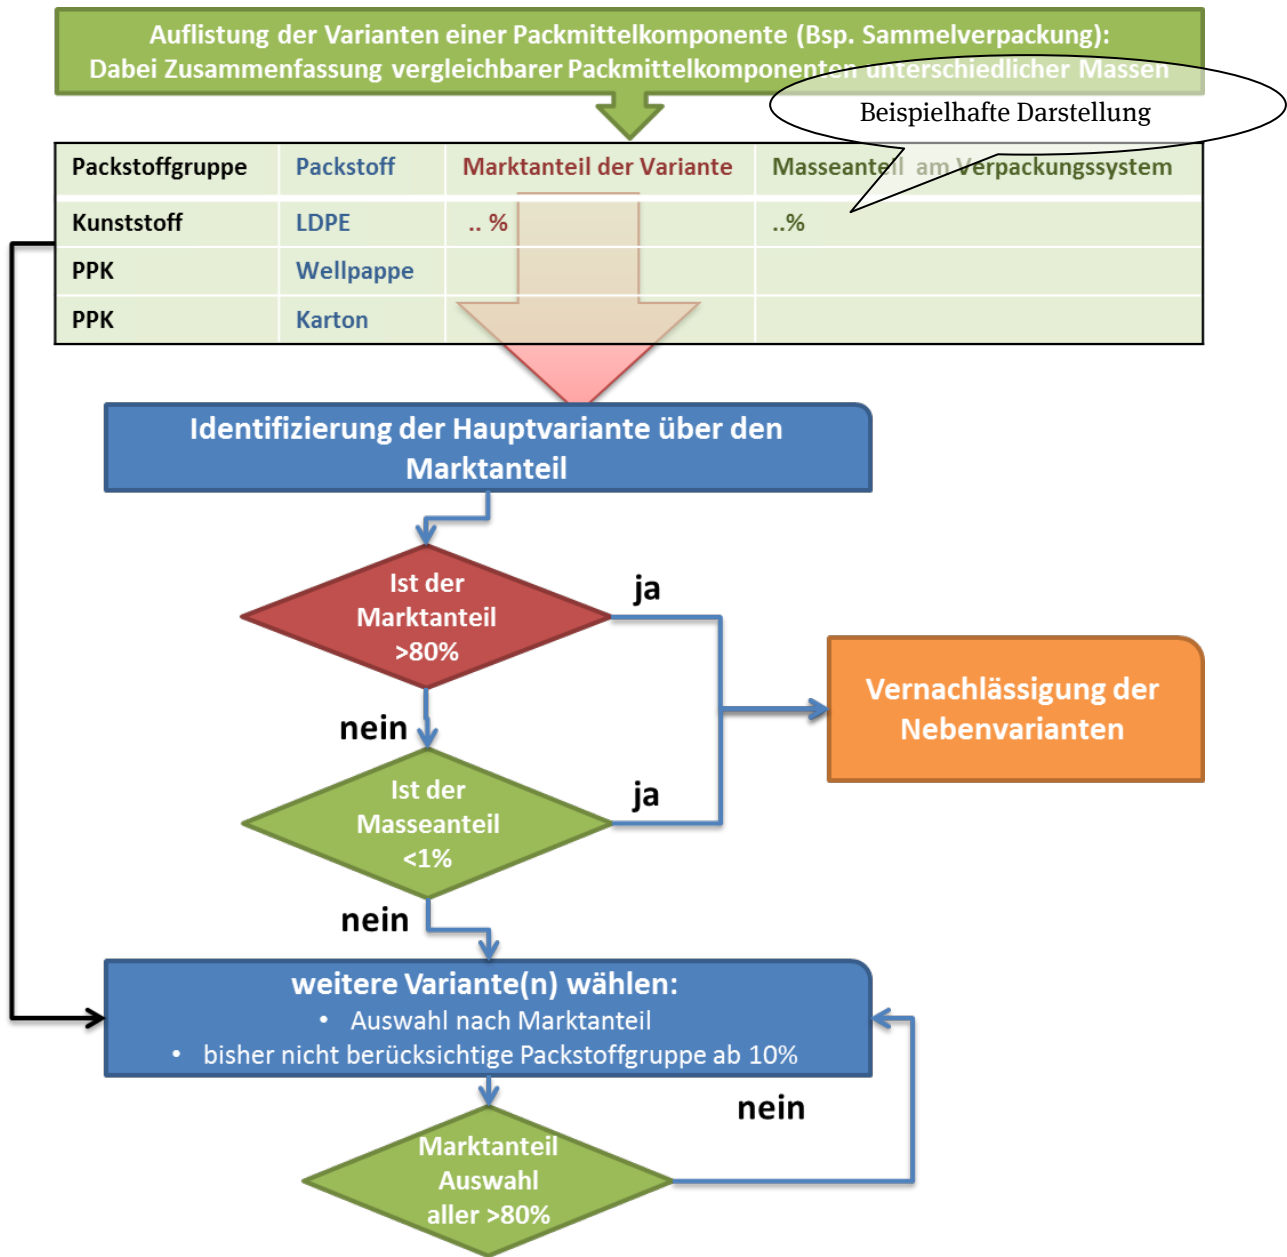 Auflistung der Varianten einer Packmittelkomponente (Bsp. Sammelverpackung):
Dabei Zusammenfassung vergleichbarer Packmittelkomponenten unterschiedlicher Massen
Beispielhafte Darstellung
Packstoffgruppe Packstoff Marktanteil der Variante Masseanteil am Verpackungssystem
Kunststoff LDPE .. % ..%
PPK Wellpappe
PPK Karton
Identifizierung der Hauptvariante über den
Marktanteil
Ist der
Marktanteil
>80%
ja
Vernachlässigung der
Nebenvarianten
nein
Ist der
Masseanteil
<1%
ja
nein
weitere Variante(n) wählen:
• Auswahl nach Marktanteil
• bisher nicht berücksichtige Packstoffgruppe ab 10%
nein
Marktanteil
Auswahl
aller >80%